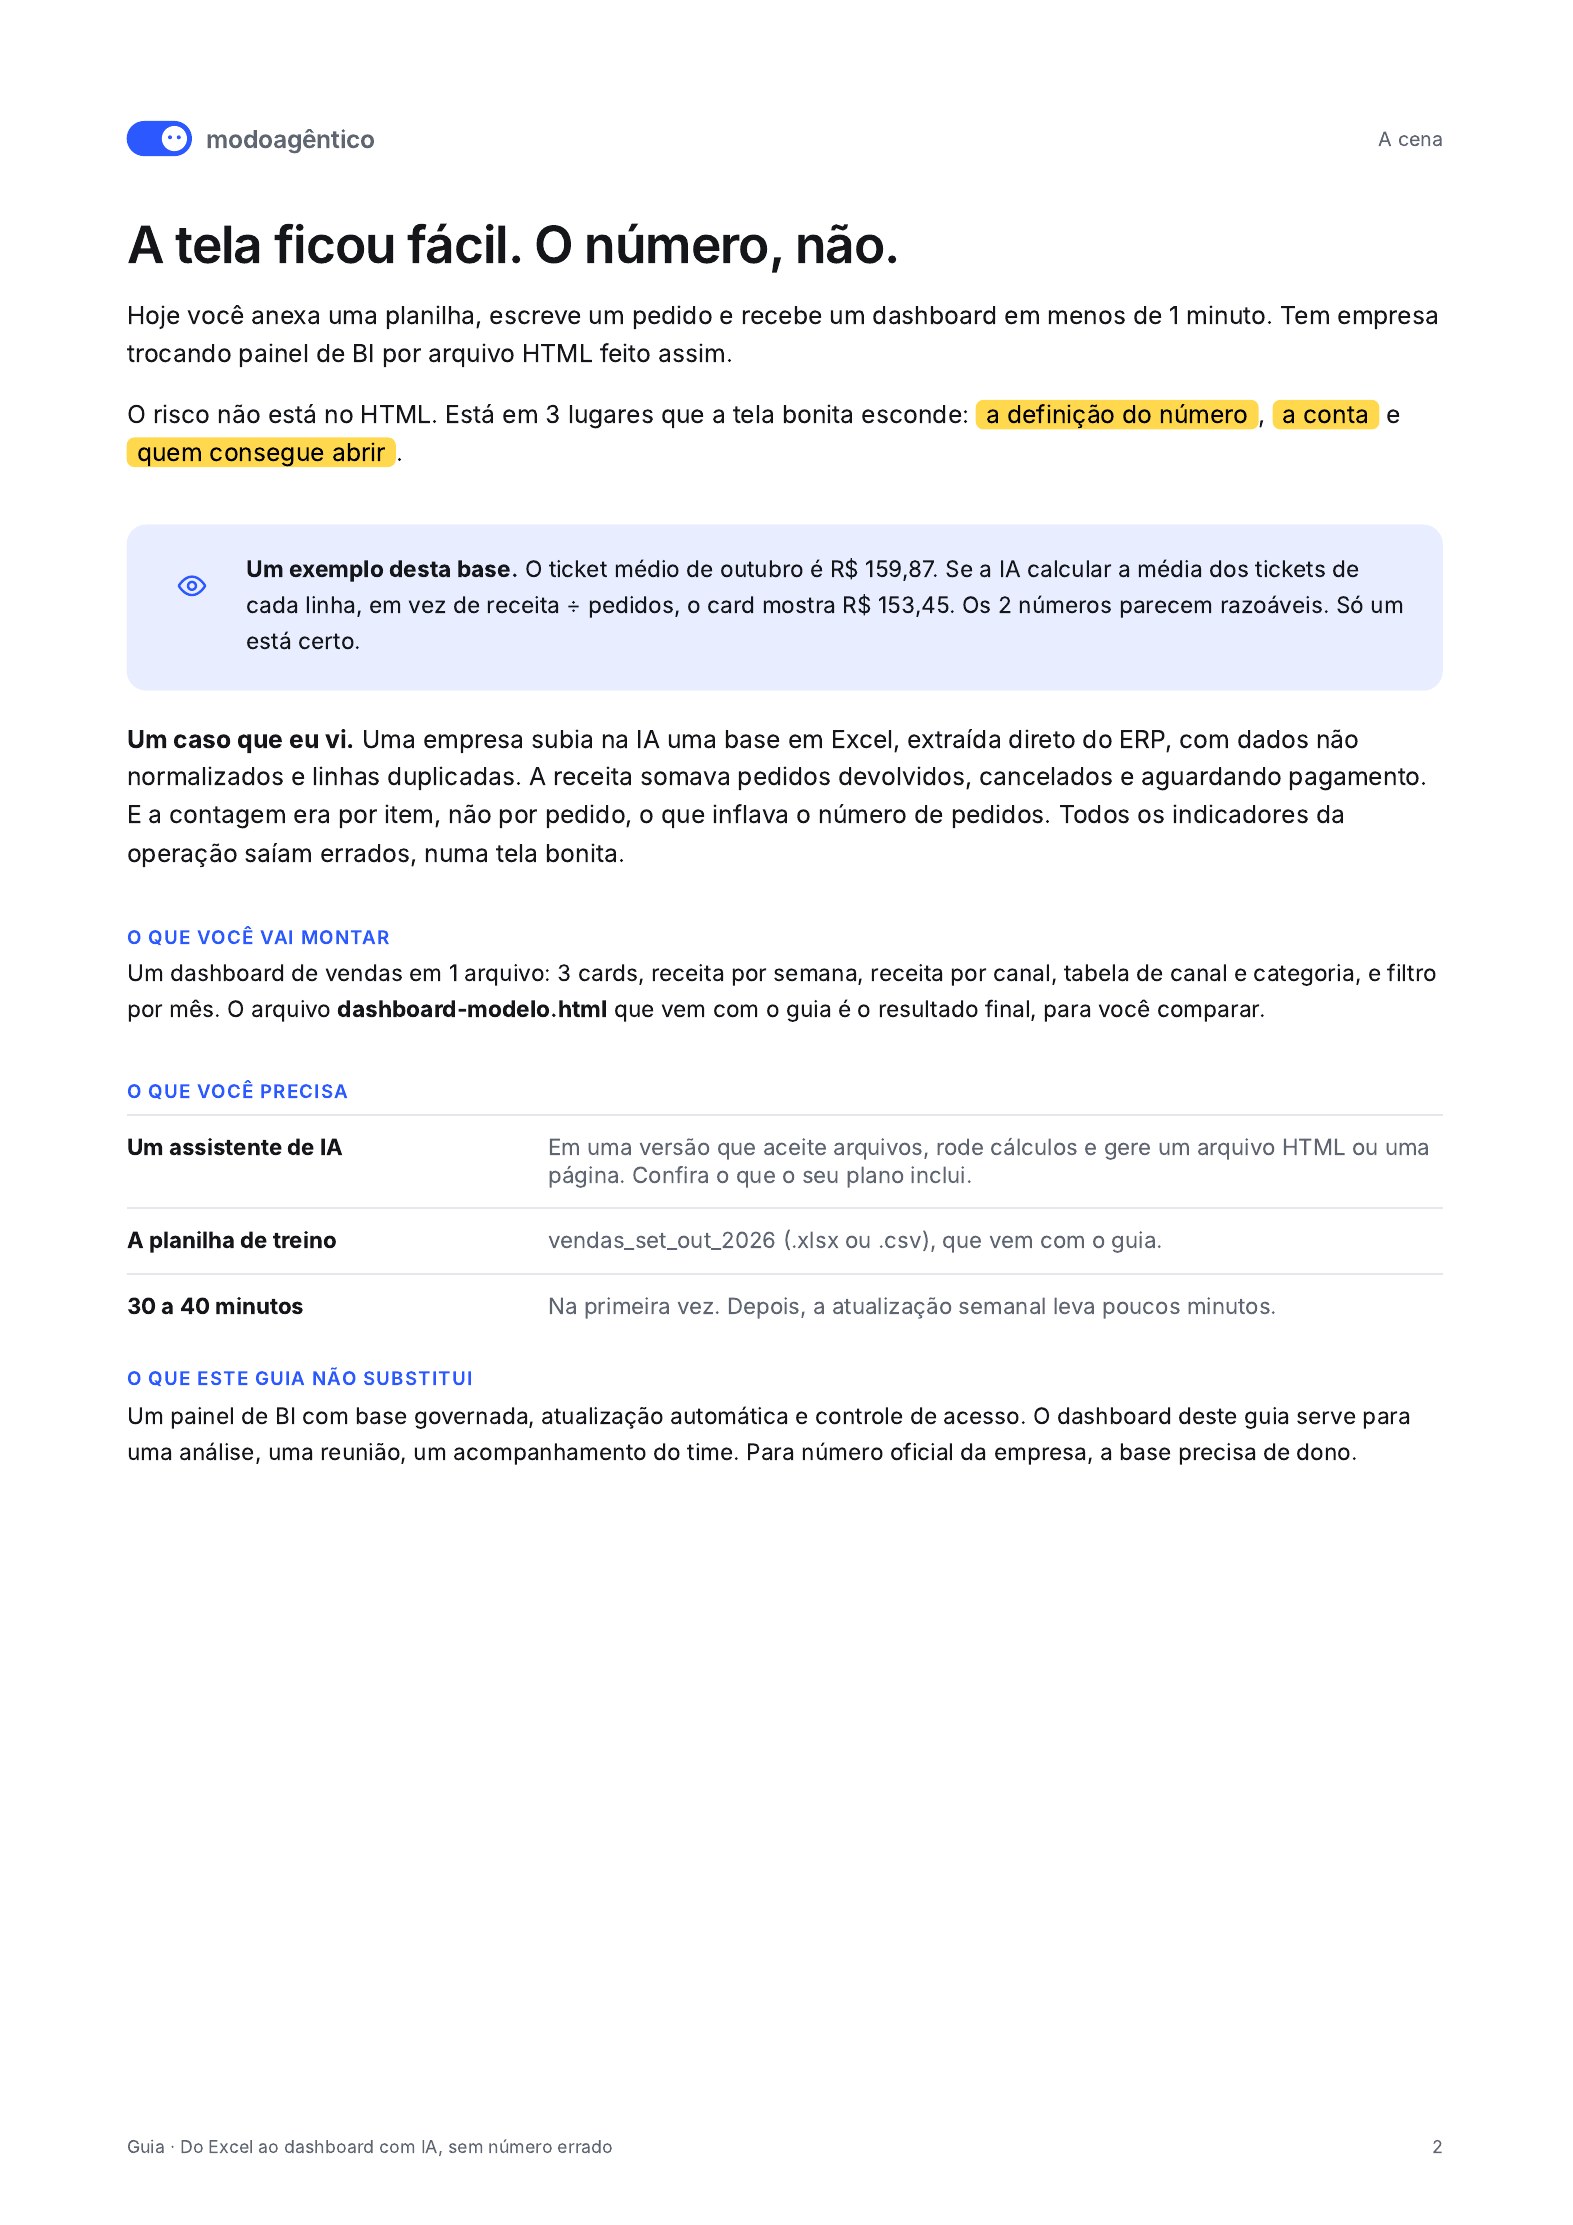 modoagêntico
A cena
A tela ficou fácil. O número, não.
Hoje você anexa uma planilha, escreve um pedido e recebe um dashboard em menos de 1 minuto. Tem empresa
trocando painel de BI por arquivo HTML feito assim.
O risco não está no HTML. Está em 3 lugares que a tela bonita esconde: a definição do número, a conta e
quem consegue abrir.
Um exemplo desta base. O ticket médio de outubro é R$ 159,87. Se a IA calcular a média dos tickets de
cada linha, em vez de receita ÷ pedidos, o card mostra R$ 153,45. Os 2 números parecem razoáveis. Só um
está certo.
Um caso que eu vi. Uma empresa subia na IA uma base em Excel, extraída direto do ERP, com dados não
normalizados e linhas duplicadas. A receita somava pedidos devolvidos, cancelados e aguardando pagamento.
E a contagem era por item, não por pedido, o que inflava o número de pedidos. Todos os indicadores da
operação saíam errados, numa tela bonita.
O QUE VOCÊ VAI MONTAR
Um dashboard de vendas em 1 arquivo: 3 cards, receita por semana, receita por canal, tabela de canal e categoria, e filtro
por mês. O arquivo dashboard-modelo.html que vem com o guia é o resultado final, para você comparar.
O QUE VOCÊ PRECISA
Um assistente de IA
Em uma versão que aceite arquivos, rode cálculos e gere um arquivo HTML ou uma
página. Confira o que o seu plano inclui.
A planilha de treino
vendas_set_out_2026 (.xlsx ou .csv), que vem com o guia.
30 a 40 minutos
Na primeira vez. Depois, a atualização semanal leva poucos minutos.
O QUE ESTE GUIA NÃO SUBSTITUI
Um painel de BI com base governada, atualização automática e controle de acesso. O dashboard deste guia serve para
uma análise, uma reunião, um acompanhamento do time. Para número oficial da empresa, a base precisa de dono.
Guia · Do Excel ao dashboard com IA, sem número errado
2